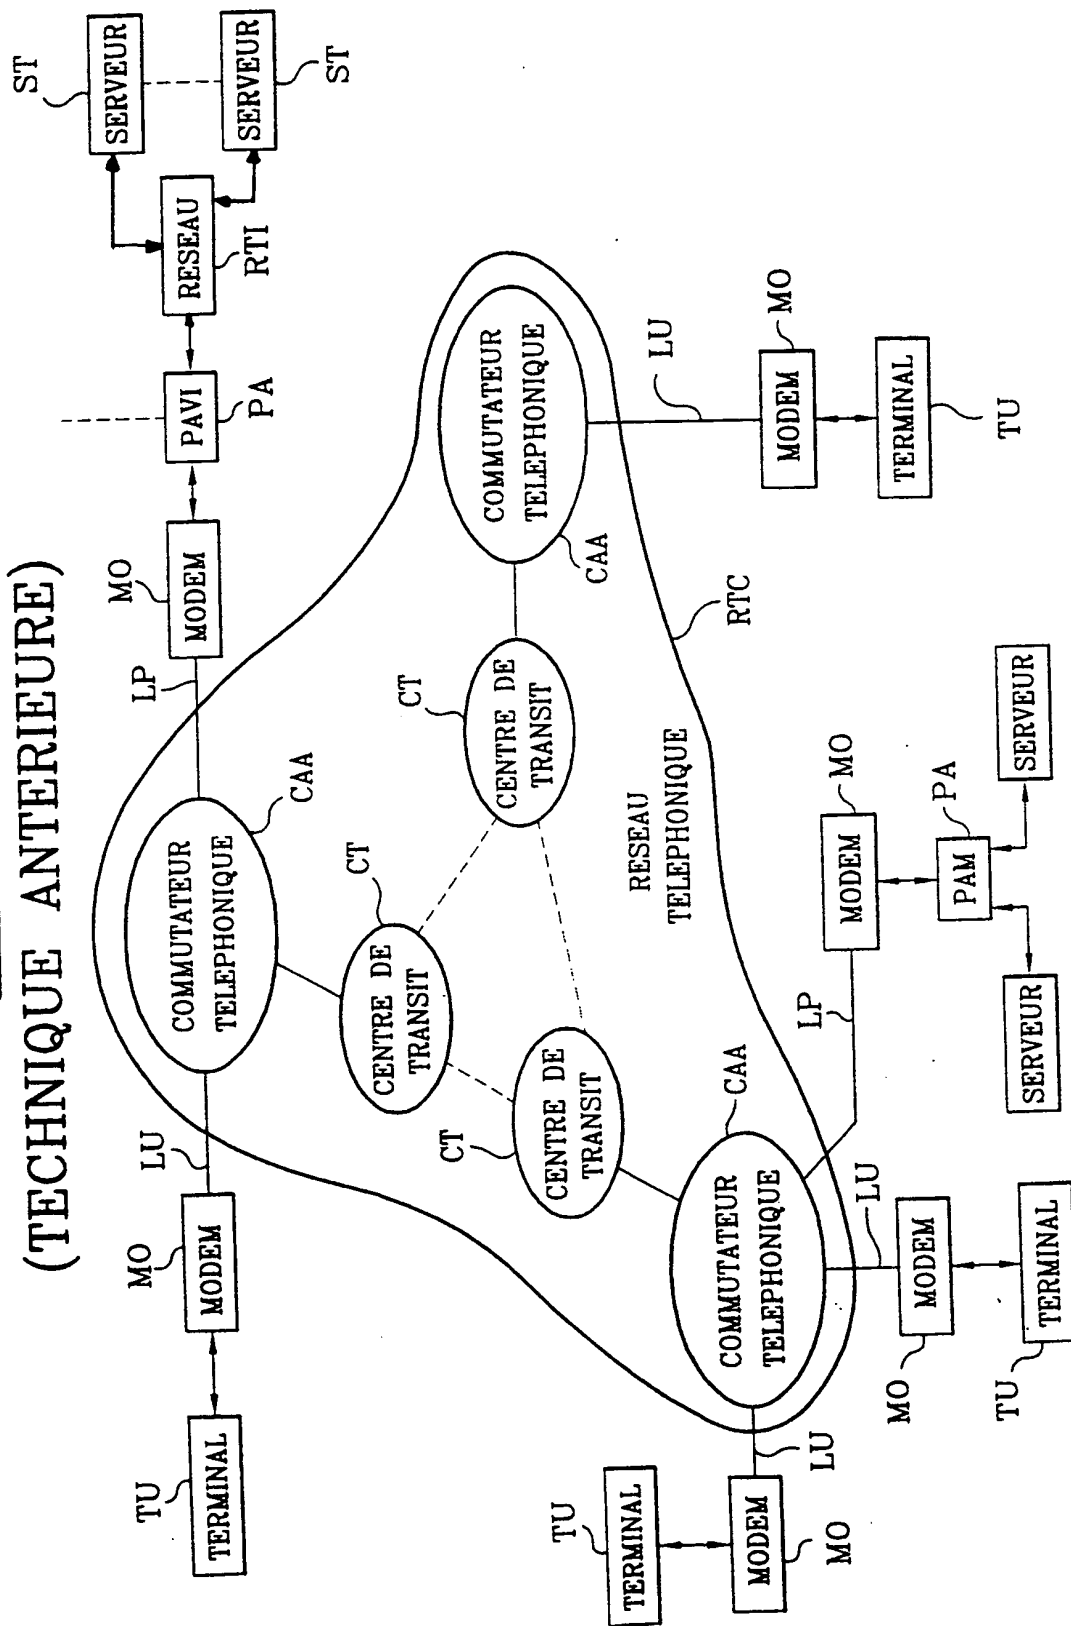 (TECHNIQUE ANTERIEURE)
TU
TERMINAL
MO
MODEM
LU
COMMUTATEUR
TELEPHONIQUE
CAA
LP
MO
MODEM
PAVI
PA
RESEAU
RTI
ST
SERVEUR
SERVEUR
ST
CT
CENTRE DE
TRANSIT
CT
CENTRE DE
TRANSIT
CT
CENTRE DE
TRANSIT
COMMUTATEUR
TELEPHONIQUE
CAA
LU
MO
MODEM
TERMINAL
TU
RTC
RESEAU
TELEPHONIQUE
TU
TERMINAL
MODEM
MO
LU
COMMUTATEUR
TELEPHONIQUE
CAA
LU
MODEM
MO
TERMINAL
TU
LP
MODEM
MO
PAM
PA
SERVEUR
SERVEUR